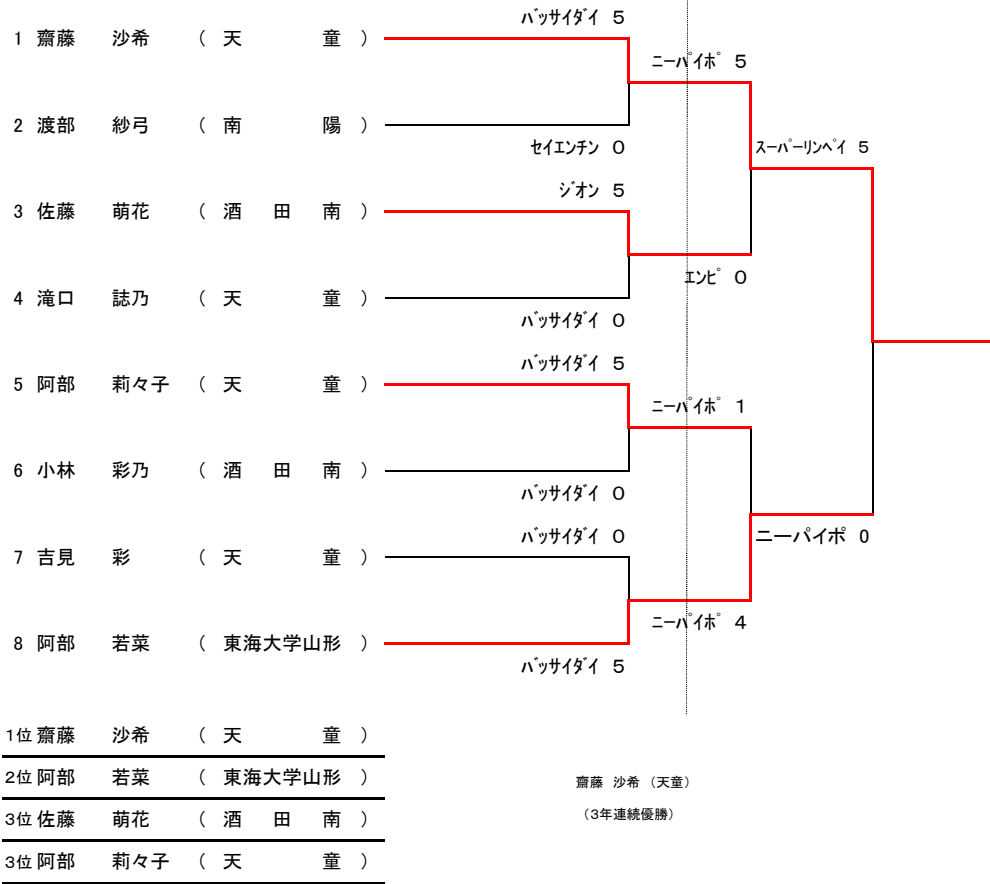 バッサイダイ 5
1 齋藤 沙希 （ 天 童 ）
ニーパイポ 5
2 渡部 紗弓 （ 南 陽 ）
セイエンチン 0
スーパーリンペイ 5
ジオン 5
3 佐藤 萌花 （ 酒 田 南 ）
エンピ 0
4 滝口 誌乃 （ 天 童 ）
バッサイダイ 0
バッサイダイ 5
5 阿部 莉々子 （ 天 童 ）
ニーパイポ 1
6 小林 彩乃 （ 酒 田 南 ）
バッサイダイ 0
バッサイダイ 0
ニーパイポ 0
7 吉見 彩 （ 天 童 ）
ニーパイポ 4
8 阿部 若菜 （ 東海大学山形 ）
バッサイダイ 5
1位 齋藤 沙希 （ 天 童 ）
2位 阿部 若菜 （ 東海大学山形 ）
3位 佐藤 萌花 （ 酒 田 南 ）
3位 阿部 莉々子 （ 天 童 ）
齋藤 沙希 （天童）
（3年連続優勝）